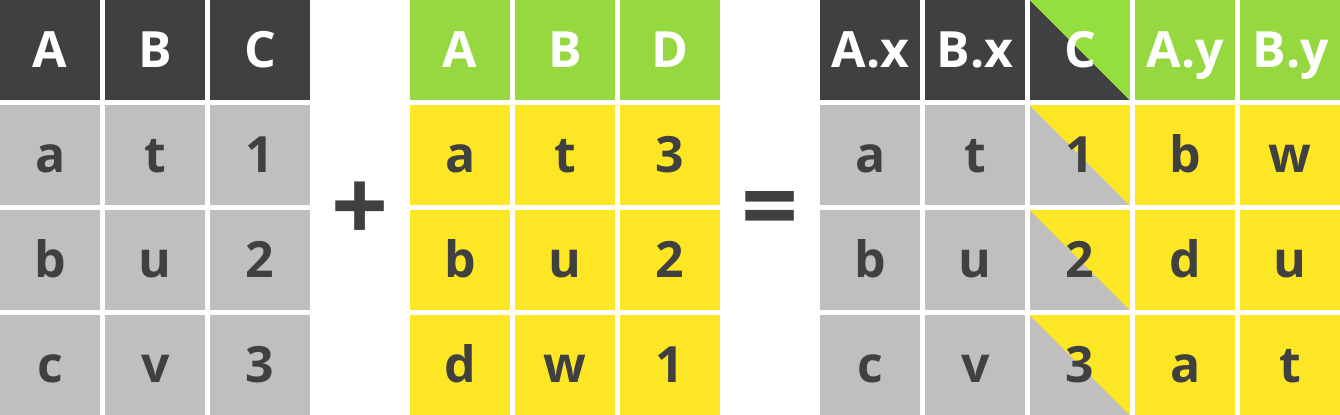 A B C A B D A.x B.x C A.y B.y
a t 1 a t 3 a t 1 b w
b u 2 + b u 2 = b u 2 d u
c v 3 d w 1 c v 3 a t